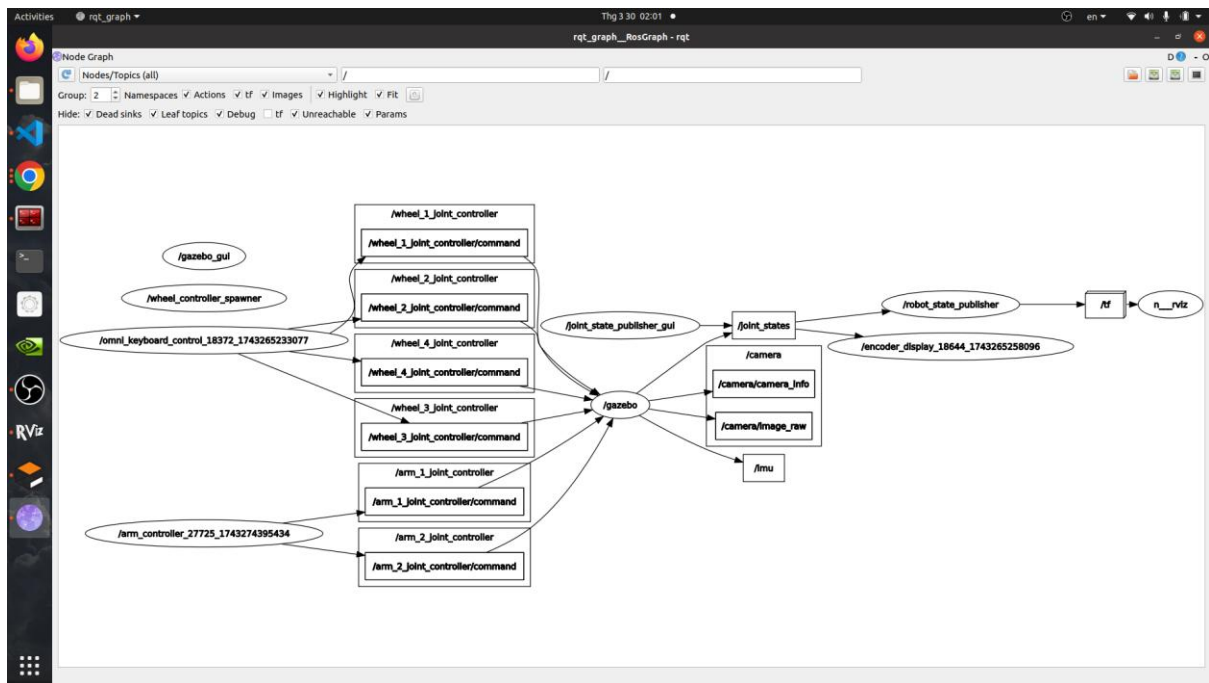 Activities
rqt_graph
Thg 3 30 02:01
en
rqt_graph__RosGraph - rqt
Node Graph
D
- O
Nodes/Topics (all)
/
/
Group: 2 Namespaces Actions tf Images Highlight Fit
Hide: Dead sinks Leaf topics Debug tf Unreachable Params
/gazebo_gui
/wheel_controller_spawner
/omni_keyboard_control_18372_1743265233077
/arm_controller_27725_1743274395434
/wheel_1_joint_controller
/wheel_1_joint_controller/command
/wheel_2_joint_controller
/wheel_2_joint_controller/command
/wheel_4_joint_controller
/wheel_4_joint_controller/command
/wheel_3_joint_controller
/wheel_3_joint_controller/command
/arm_1_joint_controller
/arm_1_joint_controller/command
/arm_2_joint_controller
/arm_2_joint_controller/command
/joint_state_publisher_gui
/gazebo
/joint_states
/camera
/camera/camera_info
/camera/image_raw
/imu
/robot_state_publisher
/encoder_display_18644_1743265258096
/tf
n__rviz
RViz